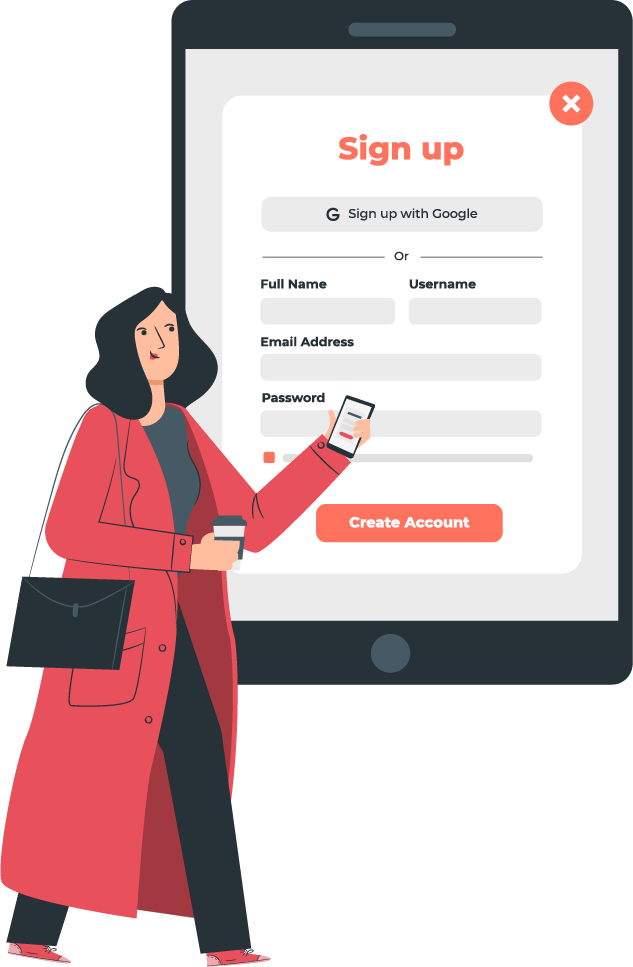 Sign up
G Sign up with Google
Or
Full Name Username
Email Address
Password
Create Account